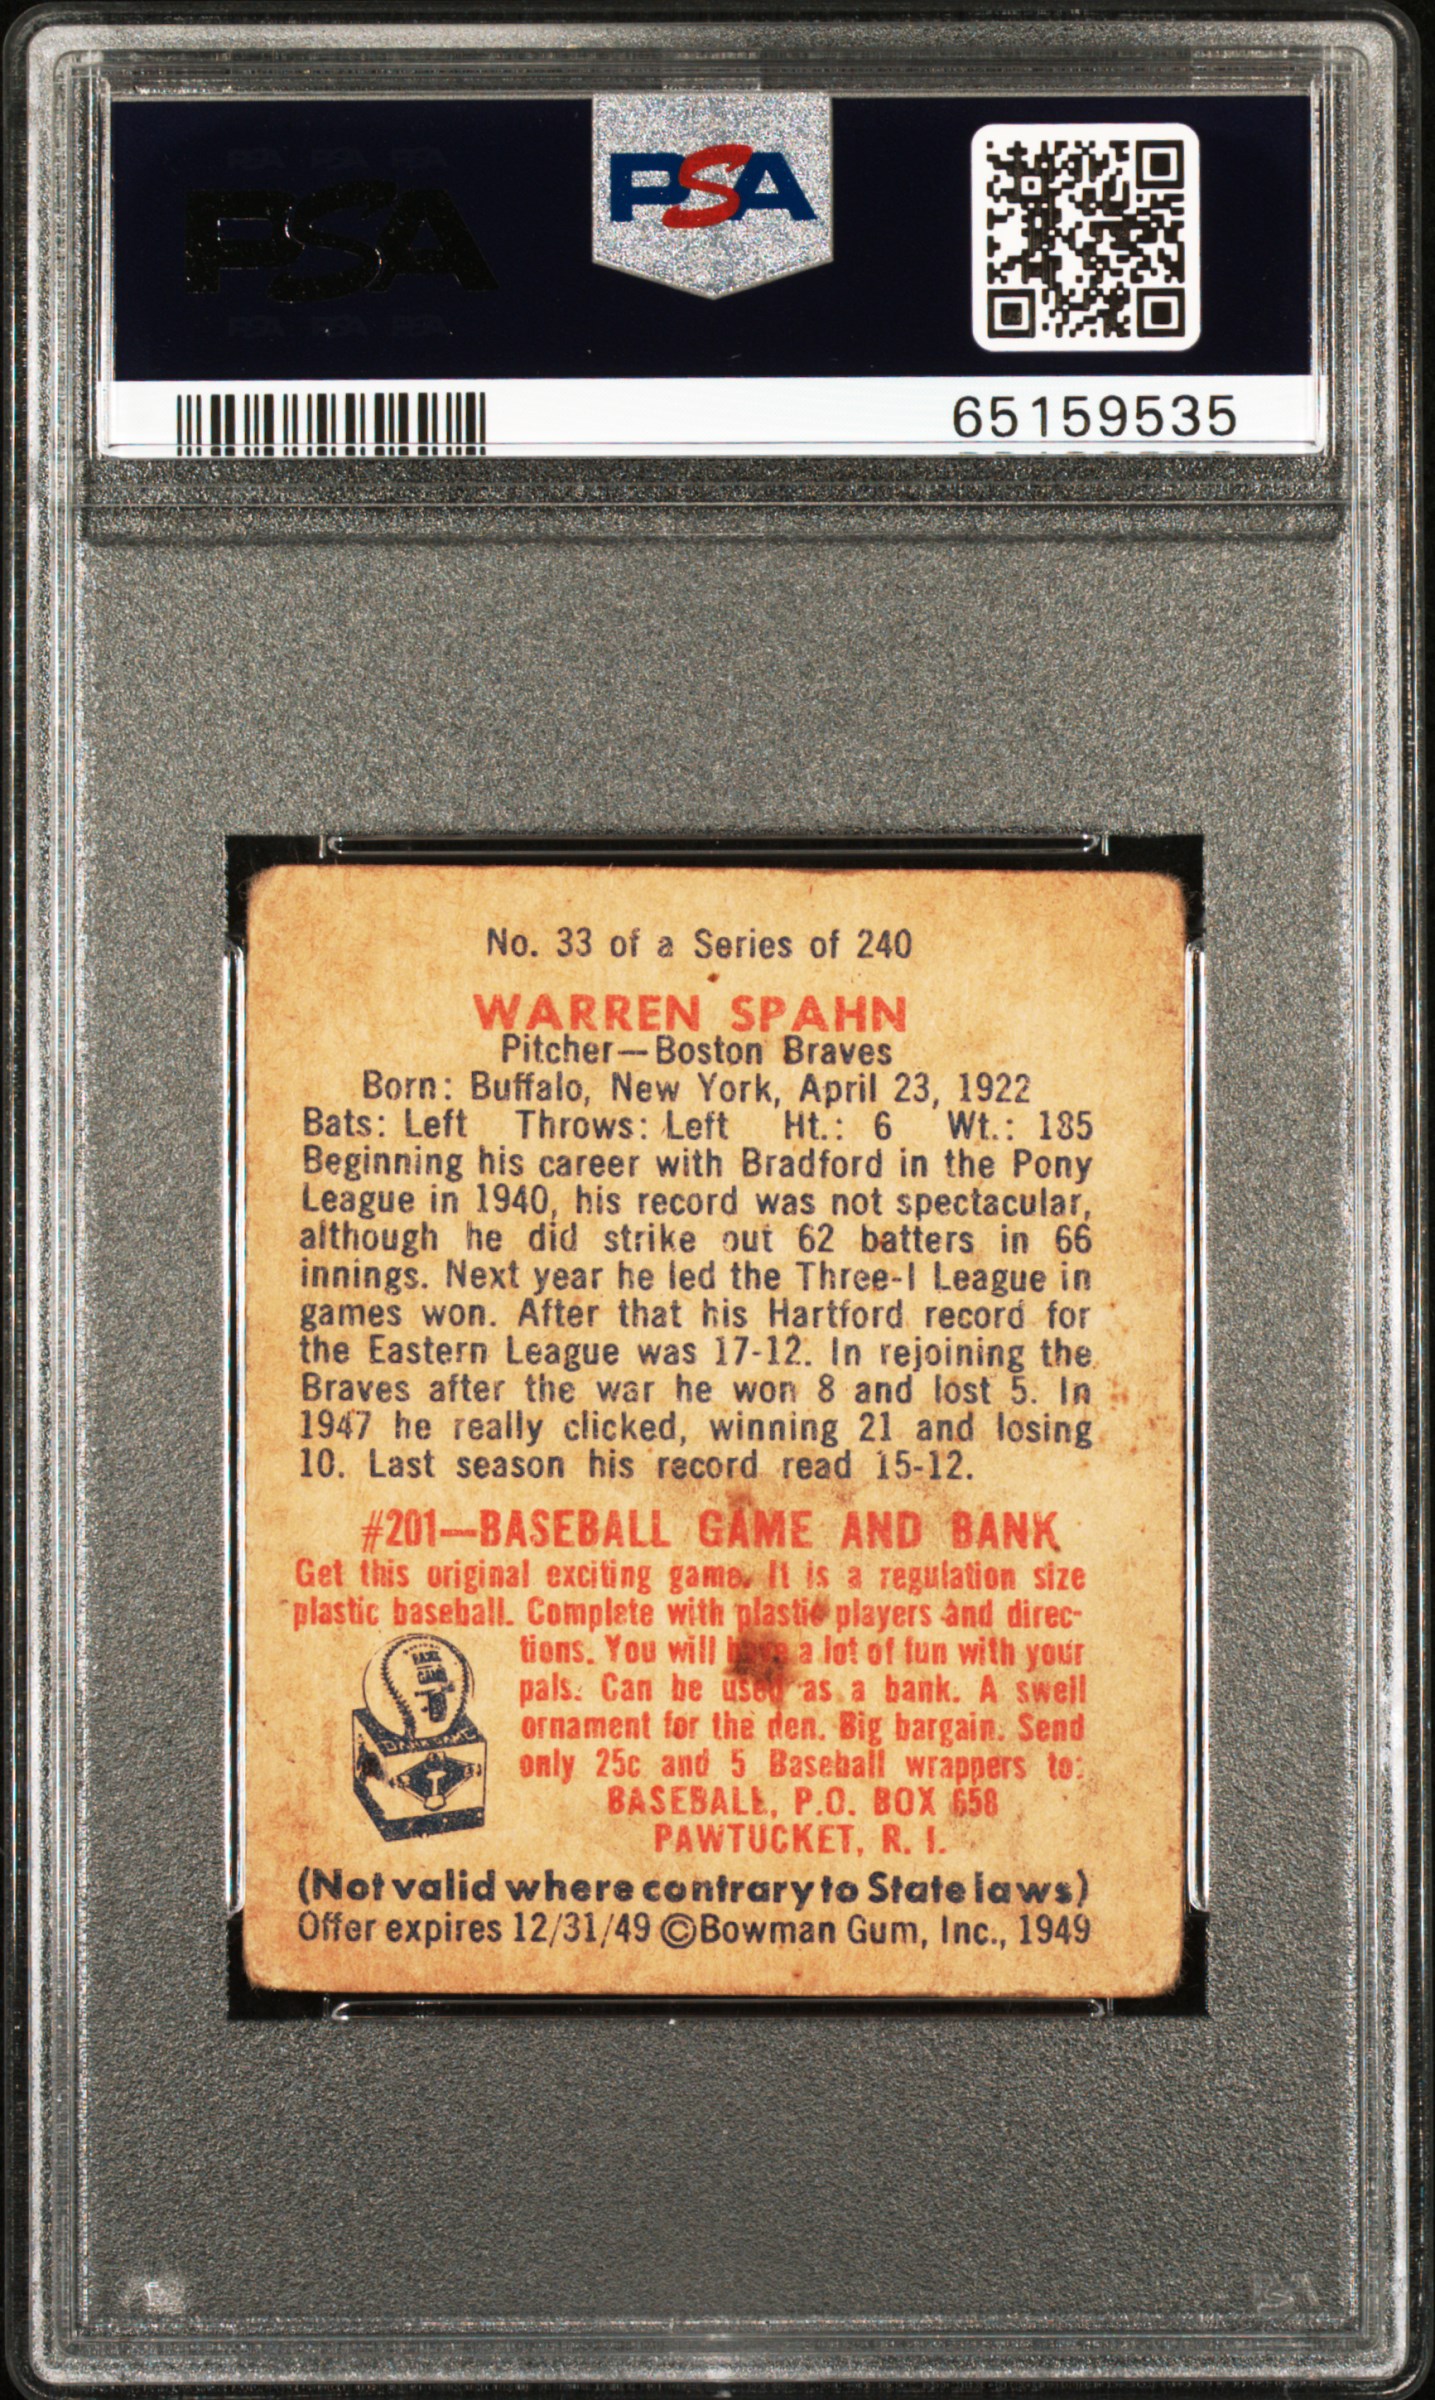 PSA PSA PSA
PSA
PSA PSA PSA
PSA
65159535
No. 33 of a Series of 240
WARREN SPAHN
Pitcher—Boston Braves
Born: Buffalo, New York, April 23, 1922
Bats: Left Throws: Left Ht.: 6 Wt.: 185
Beginning his career with Bradford in the Pony
League in 1940, his record was not spectacular,
although he did strike out 62 batters in 66
innings. Next year he led the Three-I League in
games won. After that his Hartford record for
the Eastern League was 17-12. In rejoining the
Braves after the war he won 8 and lost 5. In
1947 he really clicked, winning 21 and losing
10. Last season his record read 15-12.
#201—BASEBALL GAME AND BANK
Get this original exciting game. It is a regulation size
plastic baseball. Complete with plastic players and direc-
tions. You will have a lot of fun with your
pals. Can be used as a bank. A swell
ornament for the den. Big bargain. Send
only 25c and 5 Baseball wrappers to:
BASEBALL, P.O. BOX 658
PAWTUCKET, R. I.
BANK
GAME
(Not valid where contrary to State laws)
Offer expires 12/31/49 ©Bowman Gum, Inc., 1949
PSA